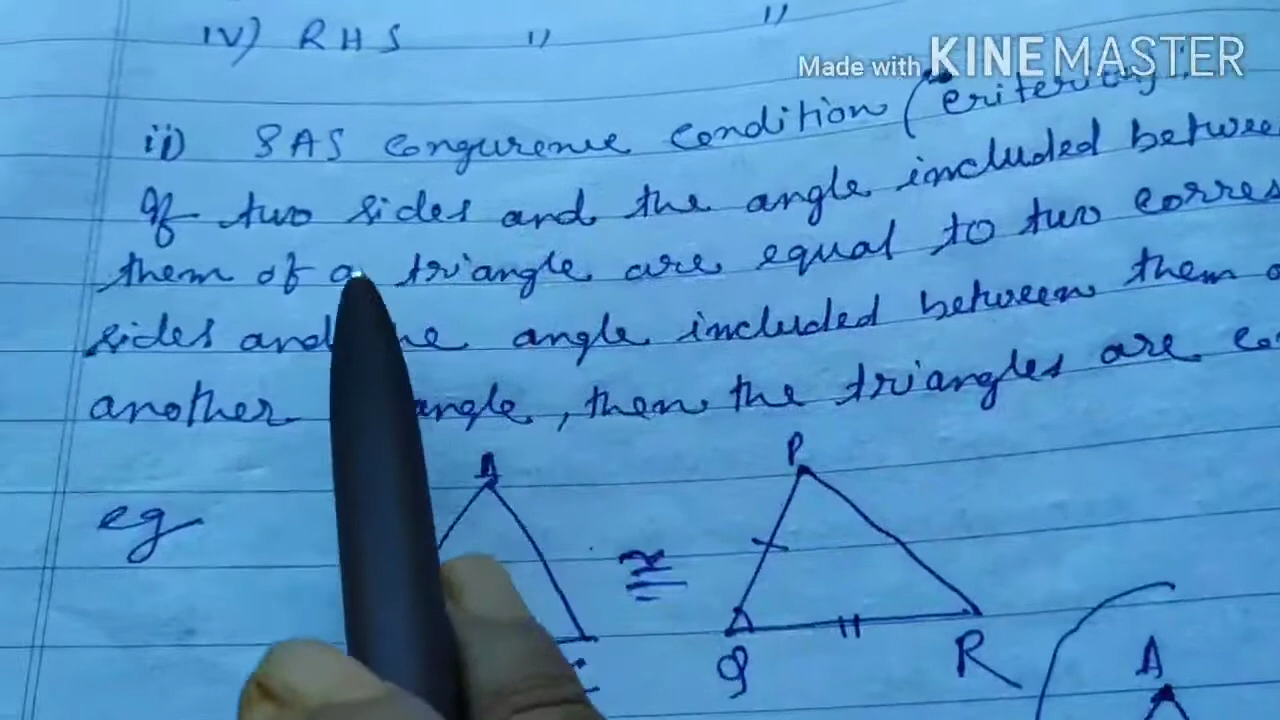 iv) RHS " "
Made with KINEMASTER
ii) SAS Congurence Condition (criterion)
If two sides and the angle included between
them of a triangle are equal to two corres
sides and angle included between them
another angle, then the triangles are co
eg
A
P
≅
Q
R
A